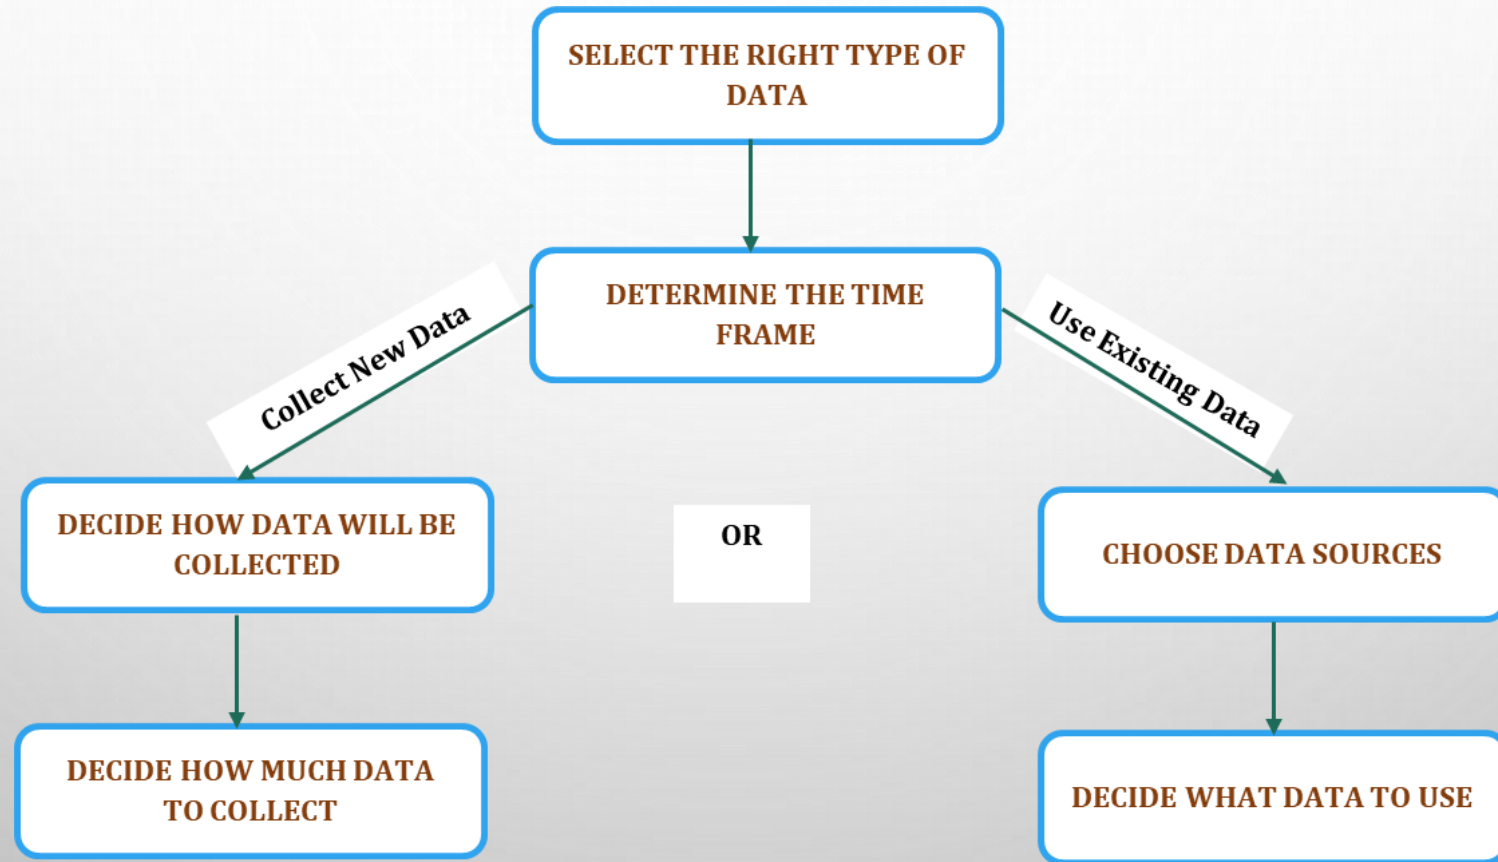 SELECT THE RIGHT TYPE OF
DATA
DETERMINE THE TIME
FRAME
Collect New Data
Use Existing Data
DECIDE HOW DATA WILL BE
COLLECTED
OR
CHOOSE DATA SOURCES
DECIDE HOW MUCH DATA
TO COLLECT
DECIDE WHAT DATA TO USE